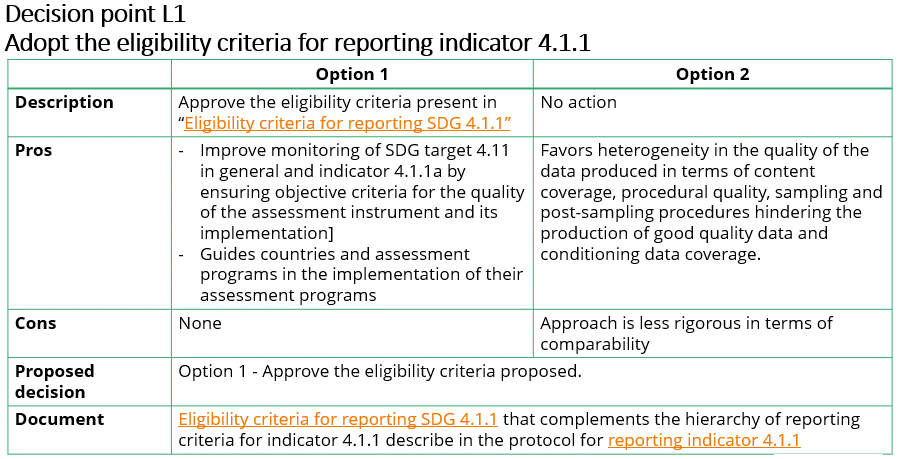 Decision point L1
Adopt the eligibility criteria for reporting indicator 4.1.1
Option 1
Option 2
Description
Approve the eligibility criteria present in
“Eligibility criteria for reporting SDG 4.1.1”
No action
Pros
- Improve monitoring of SDG target 4.11
in general and indicator 4.1.1a by
ensuring objective criteria for the quality
of the assessment instrument and its
implementation]
- Guides countries and assessment
programs in the implementation of their
assessment programs
Favors heterogeneity in the quality of the
data produced in terms of content
coverage, procedural quality, sampling and
post-sampling procedures hindering the
production of good quality data and
conditioning data coverage.
Cons
None
Approach is less rigorous in terms of
comparability
Proposed
decision
Option 1 - Approve the eligibility criteria proposed.
Document
Eligibility criteria for reporting SDG 4.1.1 that complements the hierarchy of reporting
criteria for indicator 4.1.1 describe in the protocol for reporting indicator 4.1.1